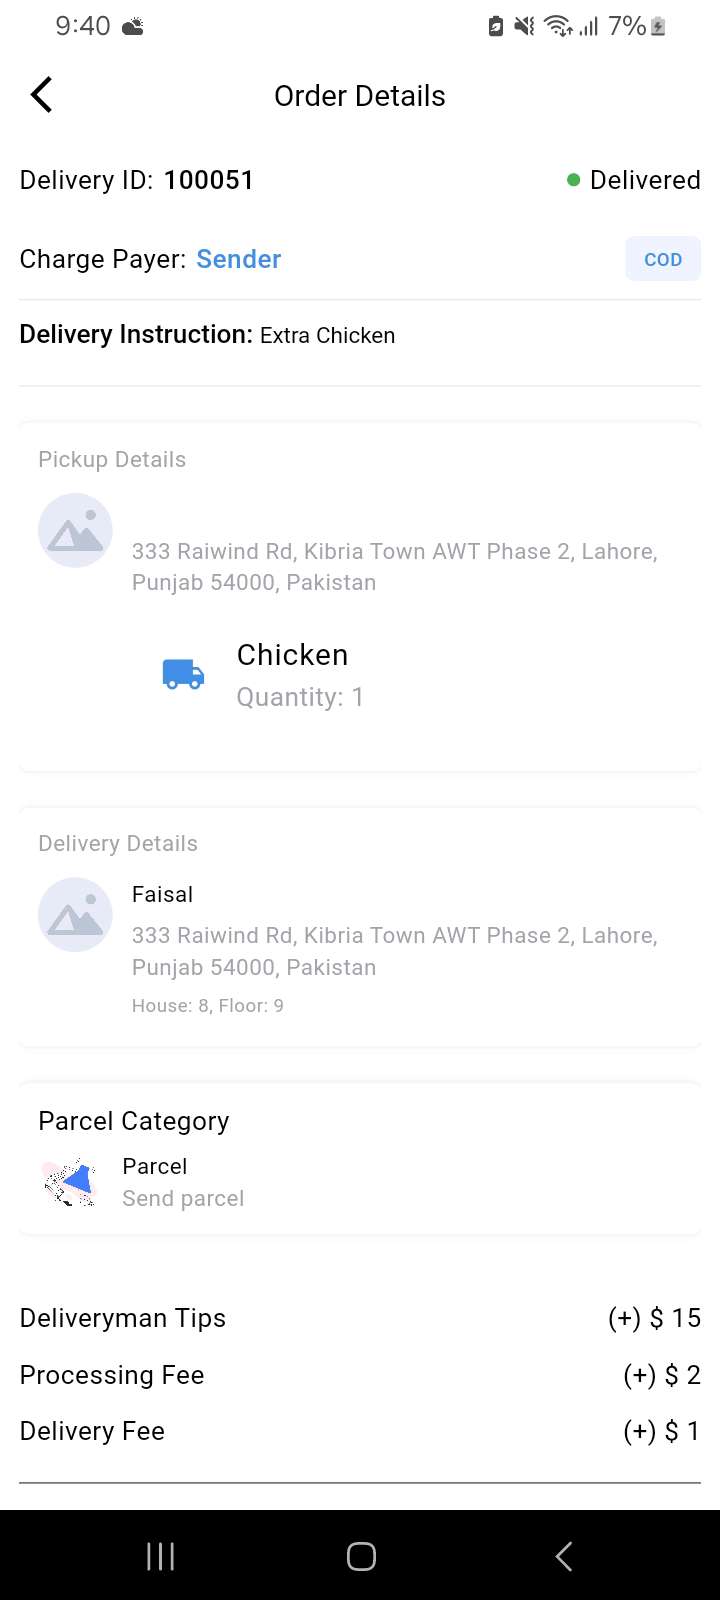 9:40
7%
Order Details
Delivery ID: 100051
Delivered
Charge Payer: Sender
COD
Delivery Instruction: Extra Chicken
Pickup Details
333 Raiwind Rd, Kibria Town AWT Phase 2, Lahore,
Punjab 54000, Pakistan
Chicken
Quantity: 1
Delivery Details
Faisal
333 Raiwind Rd, Kibria Town AWT Phase 2, Lahore,
Punjab 54000, Pakistan
House: 8, Floor: 9
Parcel Category
Parcel
Send parcel
Deliveryman Tips (+) $ 15
Processing Fee (+) $ 2
Delivery Fee (+) $ 1